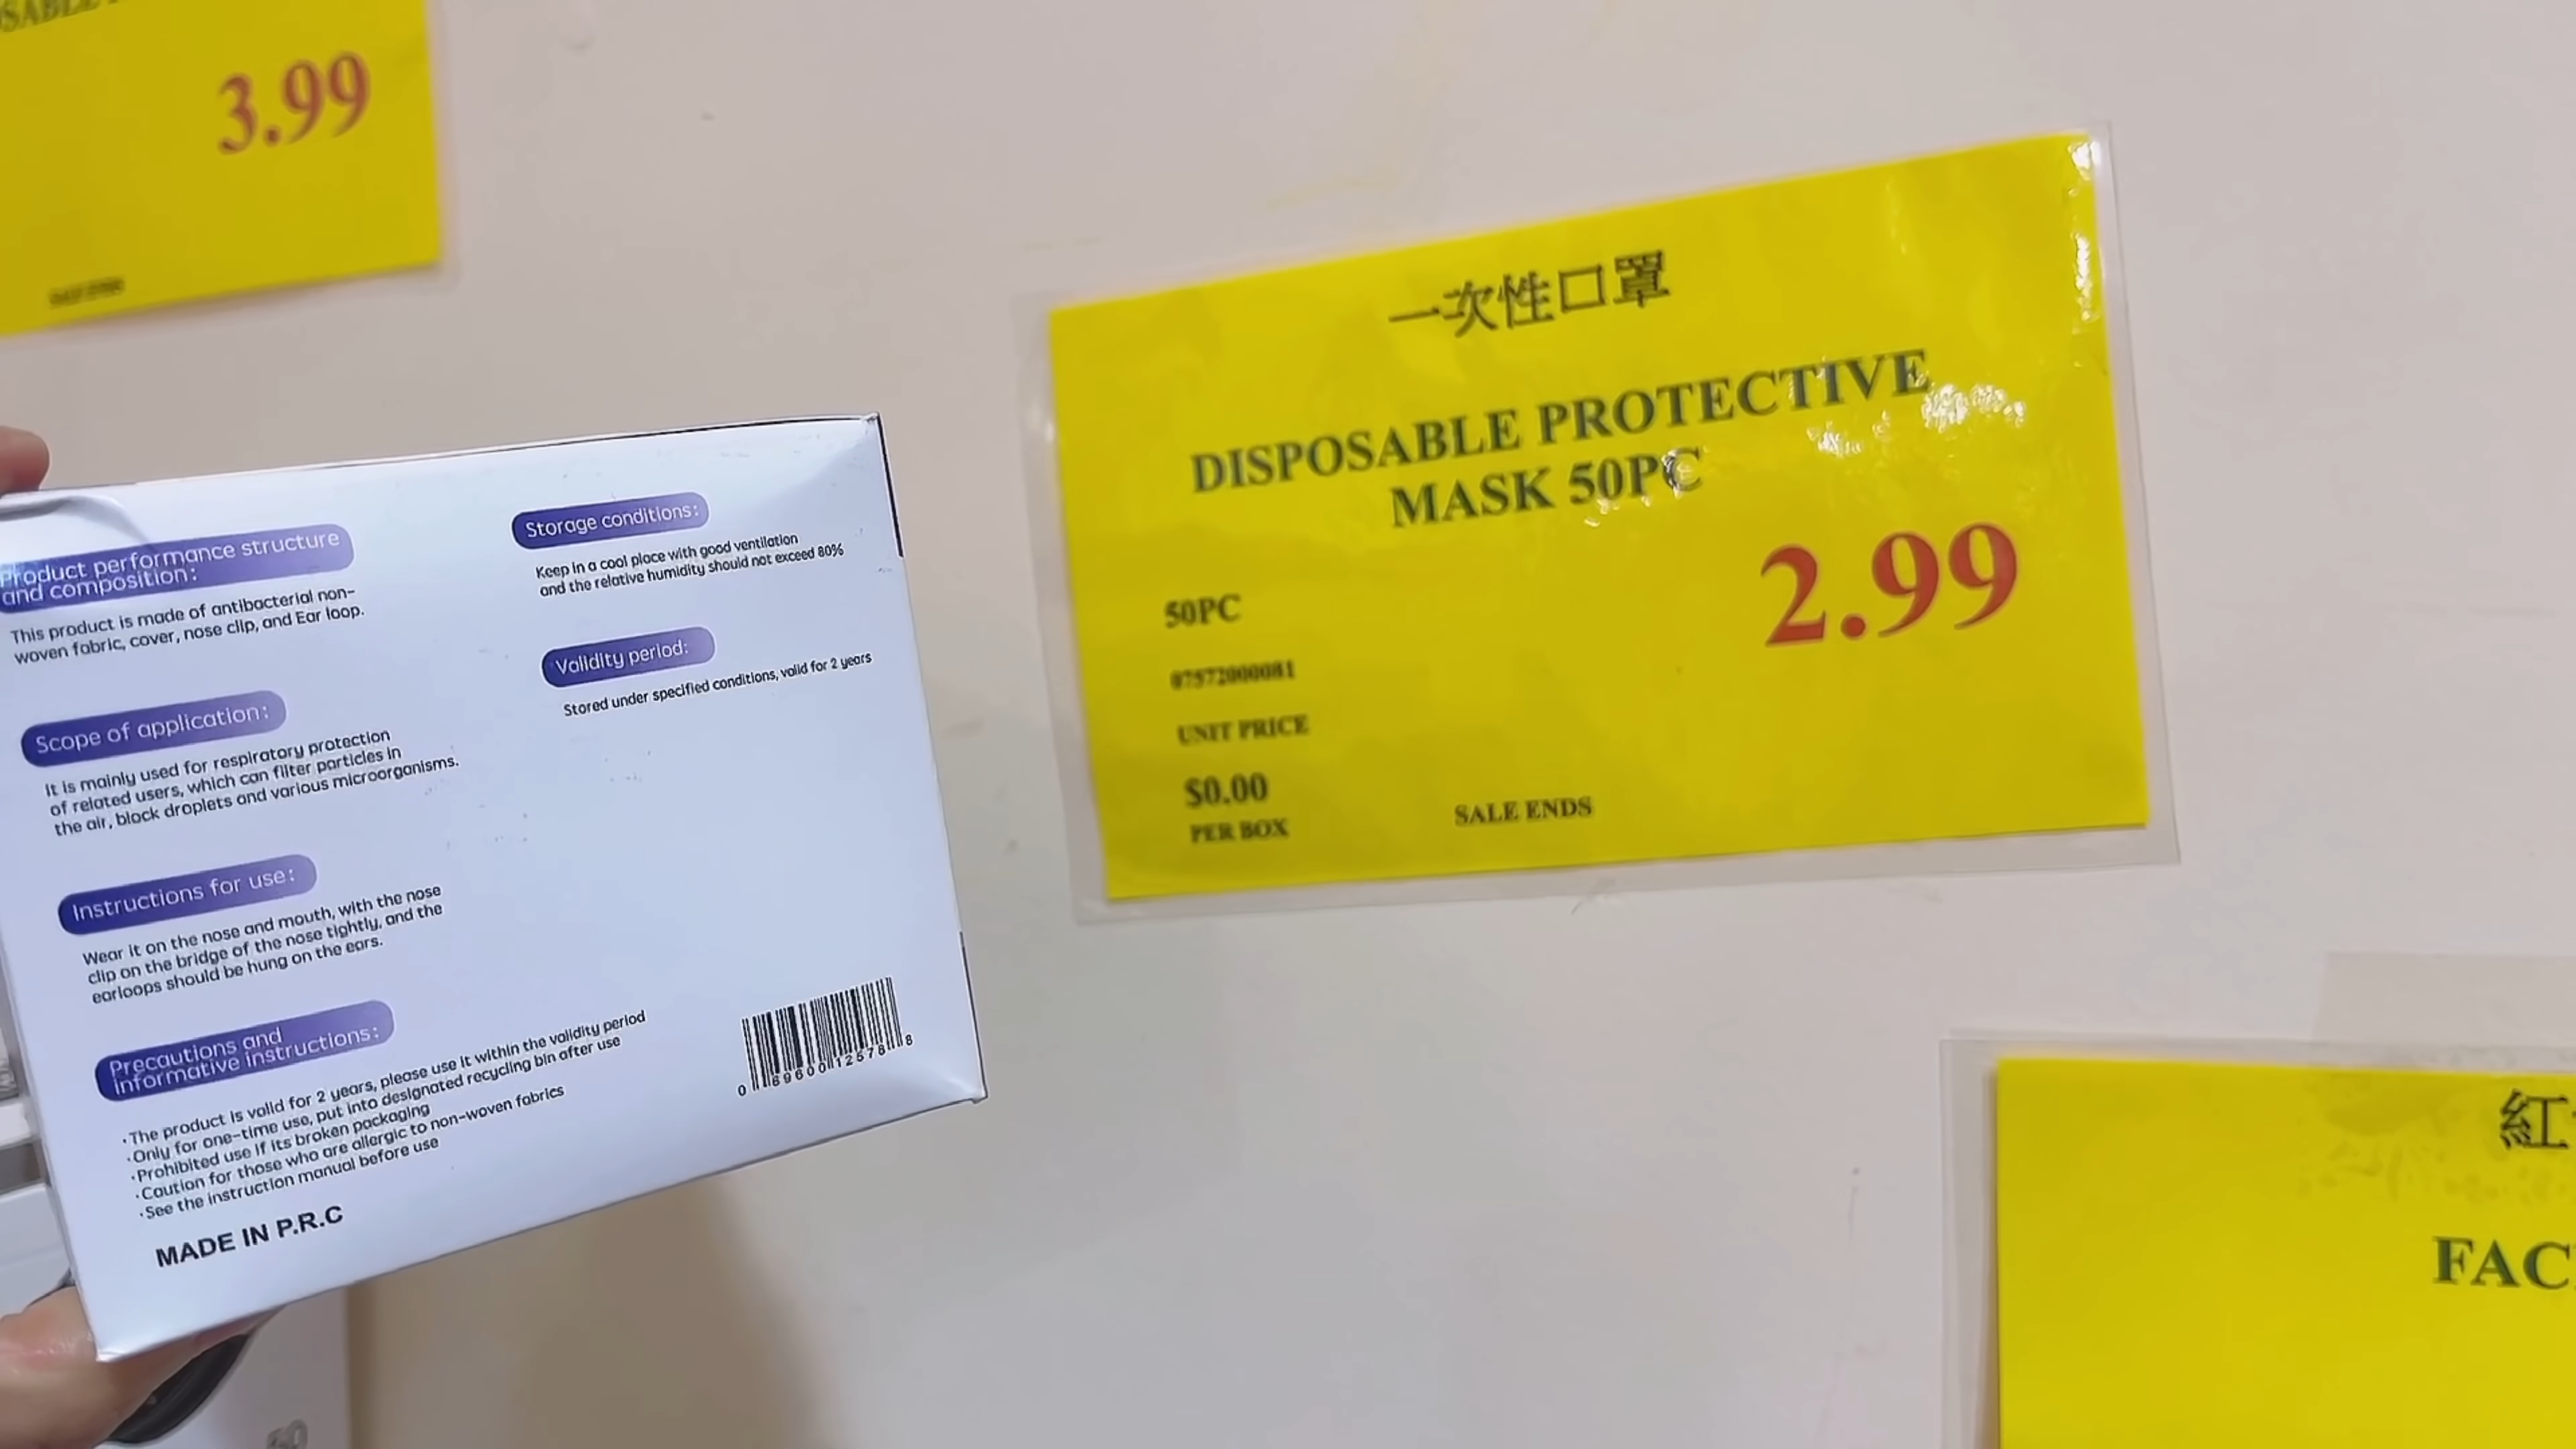 3.99
Product performance structure
and composition:
This product is made of antibacterial non-
woven fabric, cover, nose clip, and Ear loop.
Scope of application:
It is mainly used for respiratory protection
of related users, which can filter particles in
the air, block droplets and various microorganisms.
Instructions for use:
Wear it on the nose and mouth, with the nose
clip on the bridge of the nose tightly, and the
earloops should be hung on the ears.
Precautions and
informative instructions:
·The product is valid for 2 years, please use it within the validity period
·Only for one-time use, put into designated recycling bin after use
·Prohibited use if its broken packaging
·Caution for those who are allergic to non-woven fabrics
·See the instruction manual before use
MADE IN P.R.C
Storage conditions:
Keep in a cool place with good ventilation
and the relative humidity should not exceed 80%
Validity period:
Stored under specified conditions, valid for 2 years
一次性口罩
DISPOSABLE PROTECTIVE
MASK 50PC
2.99
50PC
07572000081
UNIT PRICE
$0.00
PER BOX
SALE ENDS
紅
FAC